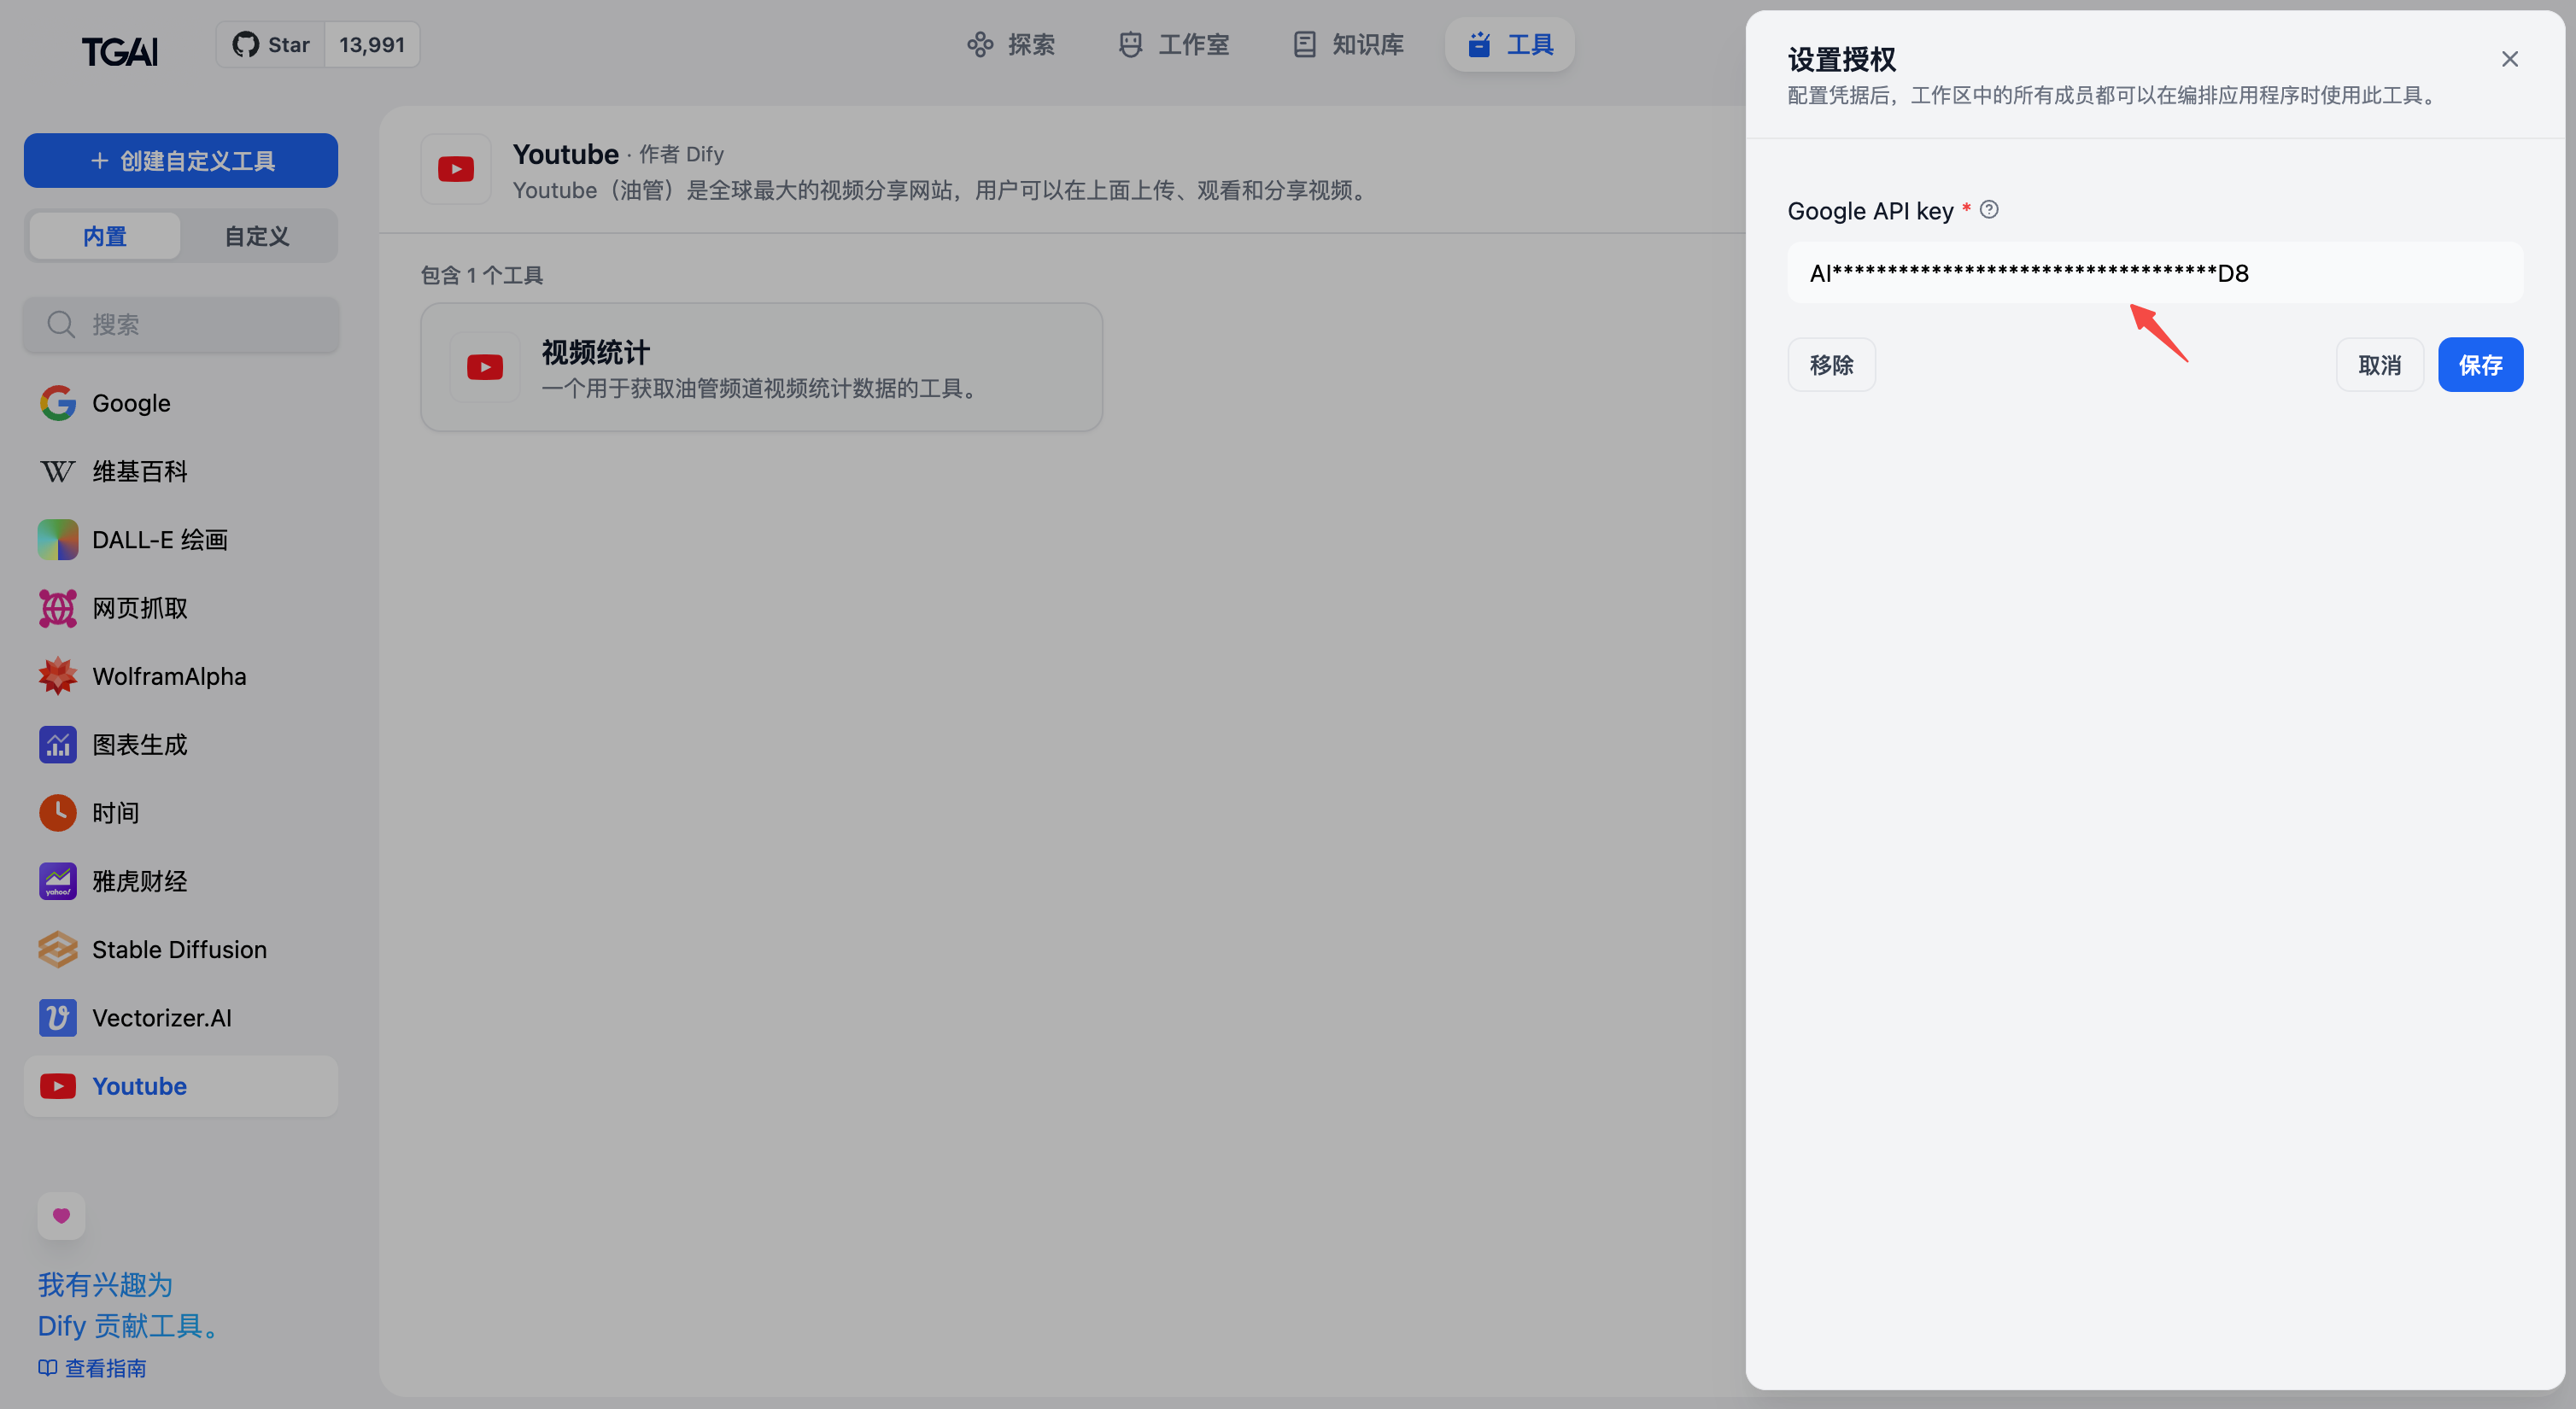 TGAI
Star 13,991
探索
工作室
知识库
工具
创建自定义工具
内置
自定义
搜索
Google
维基百科
DALL-E 绘画
网页抓取
WolframAlpha
图表生成
时间
yahoo!
雅虎财经
Stable Diffusion
Vectorizer.AI
Youtube
我有兴趣为
Dify 贡献工具。
查看指南
Youtube · 作者 Dify
Youtube（油管）是全球最大的视频分享网站，用户可以在上面上传、观看和分享视频。
包含 1 个工具
视频统计
一个用于获取油管频道视频统计数据的工具。
设置授权
配置凭据后，工作区中的所有成员都可以在编排应用程序时使用此工具。
Google API key *
AI***********************************D8
移除
取消
保存